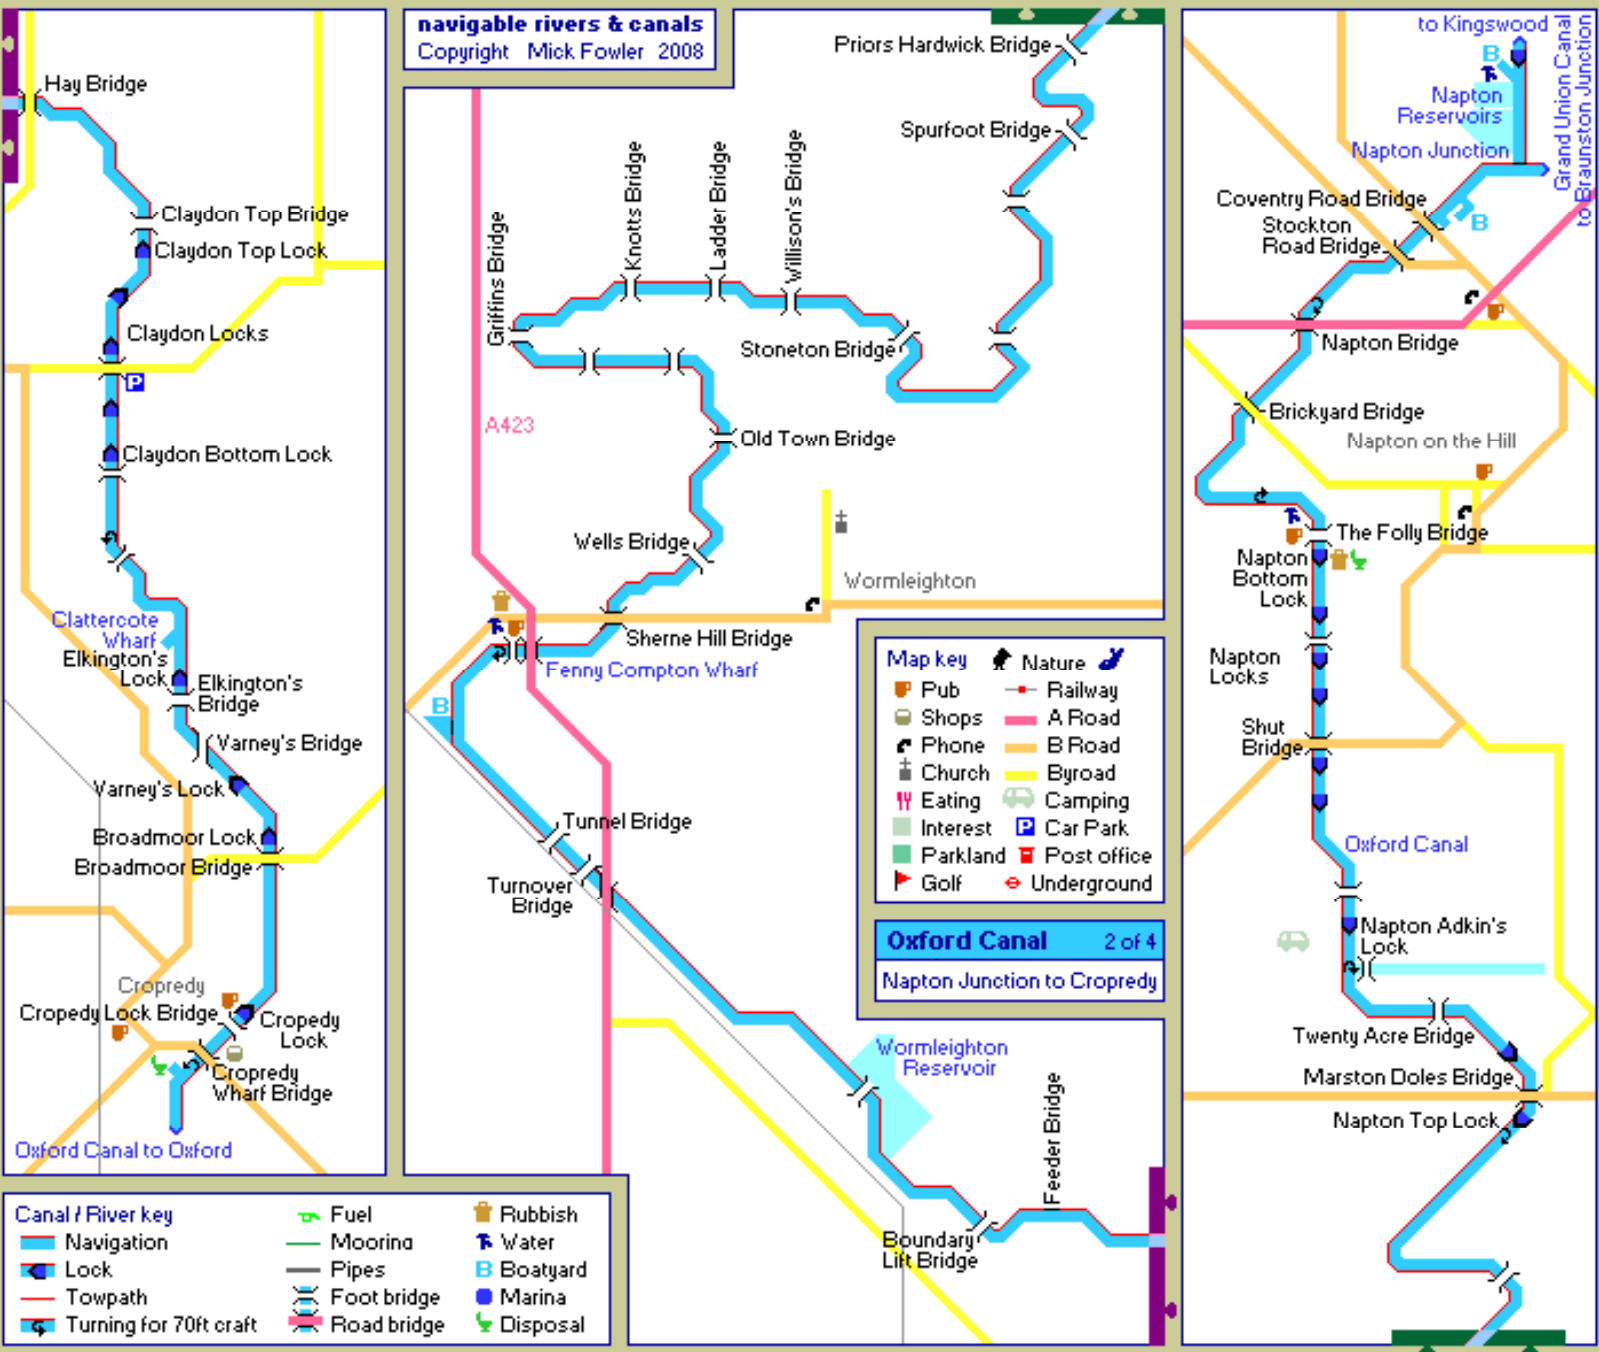 navigable rivers & canals
Copyright Mick Fowler 2008
Hay Bridge
Claydon Top Bridge
Claydon Top Lock
Claydon Locks
P
Claydon Bottom Lock
Clattercote
Wharf
Elkington's
Lock
Elkington's
Bridge
Varney's Bridge
Varney's Lock
Broadmoor Lock
Broadmoor Bridge
Cropredy
Cropedy Lock Bridge
Cropedy
Lock
Cropredy
Wharf Bridge
Oxford Canal to Oxford
Canal / River key
Navigation
Lock
Towpath
Turning for 70ft craft
Fuel
Mooring
Pipes
Foot bridge
Road bridge
Rubbish
Water
B Boatyard
Marina
Disposal
Priors Hardwick Bridge
Spurfoot Bridge
Willison's Bridge
Ladder Bridge
Knotts Bridge
Griffins Bridge
Stoneton Bridge
A423
Old Town Bridge
Wells Bridge
Wormleighton
Sherne Hill Bridge
Fenny Compton Wharf
B
Tunnel Bridge
Turnover
Bridge
Wormleighton
Reservoir
Feeder Bridge
Boundary
Lift Bridge
Map key
Nature
Pub
Railway
Shops
A Road
Phone
B Road
Church
Byroad
Eating
Camping
Interest
P Car Park
Parkland
Post office
Golf
Underground
Oxford Canal 2 of 4
Napton Junction to Cropredy
to Kingswood
B
Grand Union Canal
to Braunston Junction
Napton
Reservoirs
Napton Junction
Coventry Road Bridge
B
Stockton
Road Bridge
Napton Bridge
Brickyard Bridge
Napton on the Hill
The Folly Bridge
Napton
Bottom
Lock
Napton
Locks
Shut
Bridge
Oxford Canal
Napton Adkin's
Lock
Twenty Acre Bridge
Marston Doles Bridge
Napton Top Lock